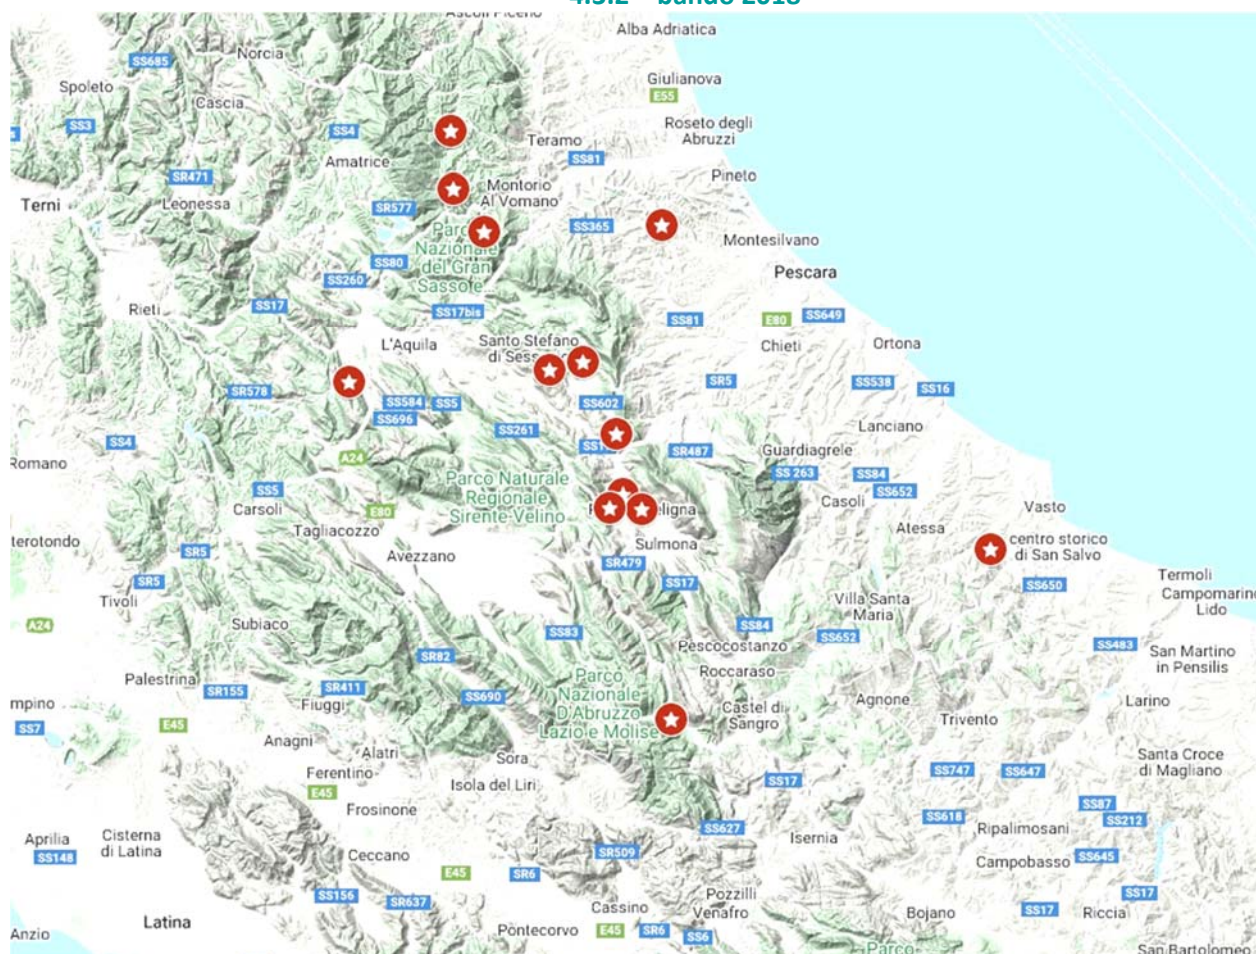 bando 2018
Alba Adriatica
Norcia
SS685
Giulianova
Spoleto
E55
Cascia
SS3
SS4
Roseto degli
Abruzzi
Teramo
SS81
Amatrice
SR471
Pineto
Montorio
Al Vomano
Terni
Leonessa
SR577
SS365
Parco
Nazionale
del Gran
Sasso e...
Montesilvano
SS80
Pescara
SS260
SS17
Rieti
SS17bis
SS81
E80
SS649
L'Aquila
Santo Stefano
di Sess
Chieti
Ortona
SR578
SR5
SS538
SS16
SS584
SS5
SS602
SS696
SS261
Lanciano
SS4
SR487
Guardiagrele
A24
Romano
SS 263
SS84
Parco Naturale
Regionale
Sirente-Velino
SS5
SS652
Casoli
Carsoli
E80
eligna
Vasto
Tagliacozzo
Atessa
centro storico
di San Salvo
terotondo
SR5
Avezzano
Sulmona
SR479
SS17
SS650
Termoli
SR5
Campomarino
Lido
Tivoli
Villa Santa
Maria
A24
Subiaco
SS83
SS84
SS652
SS483
Pescocostanzo
SR82
San Martino
in Pensilis
Roccaraso
Parco
Nazionale
D'Abruzzo
Lazio e Molise
Palestrina
SR155
SR411
SS690
Fiuggi
Agnone
Larino
mpino
Castel di
Sangro
E45
Trivento
SS7
Anagni
Alatri
Sora
Santa Croce
di Magliano
Ferentino
Isola del Liri
SS17
SS747
SS647
E45
Frosinone
SS87
SS618
SS212
Aprilia
Cisterna
di Latina
SS627
Isernia
Ripalimosani
SS148
Ceccano
SR509
Campobasso
SS645
E45
SR6
SS156
SR637
Pozzilli
SS17
Venafro
Cassino
SS17
Latina
Bojano
Riccia
Anzio
Pontecorvo
E45
SR6
SS6
Parco
San Bartolomeo